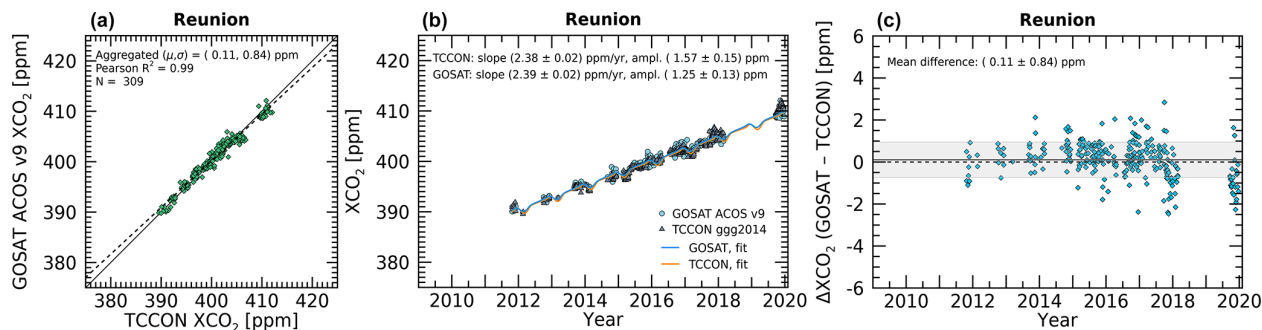 (a)
Reunion
Aggregated (μ,σ) = ( 0.11, 0.84) ppm
Pearson R² = 0.99
N = 309
GOSAT ACOS v9 XCO₂ [ppm]
420
410
400
390
380
380 390 400 410 420
TCCON XCO₂ [ppm]
(b)
Reunion
TCCON: slope (2.38 ± 0.02) ppm/yr, ampl. ( 1.57 ± 0.15) ppm
GOSAT: slope (2.39 ± 0.02) ppm/yr, ampl. ( 1.25 ± 0.13) ppm
XCO₂ [ppm]
420
410
400
390
380
GOSAT ACOS v9
TCCON ggg2014
GOSAT, fit
TCCON, fit
2010 2012 2014 2016 2018 2020
Year
(c)
Reunion
Mean difference: ( 0.11 ± 0.84) ppm
ΔXCO₂ (GOSAT − TCCON) [ppm]
6
4
2
0
-2
-4
-6
2010 2012 2014 2016 2018 2020
Year